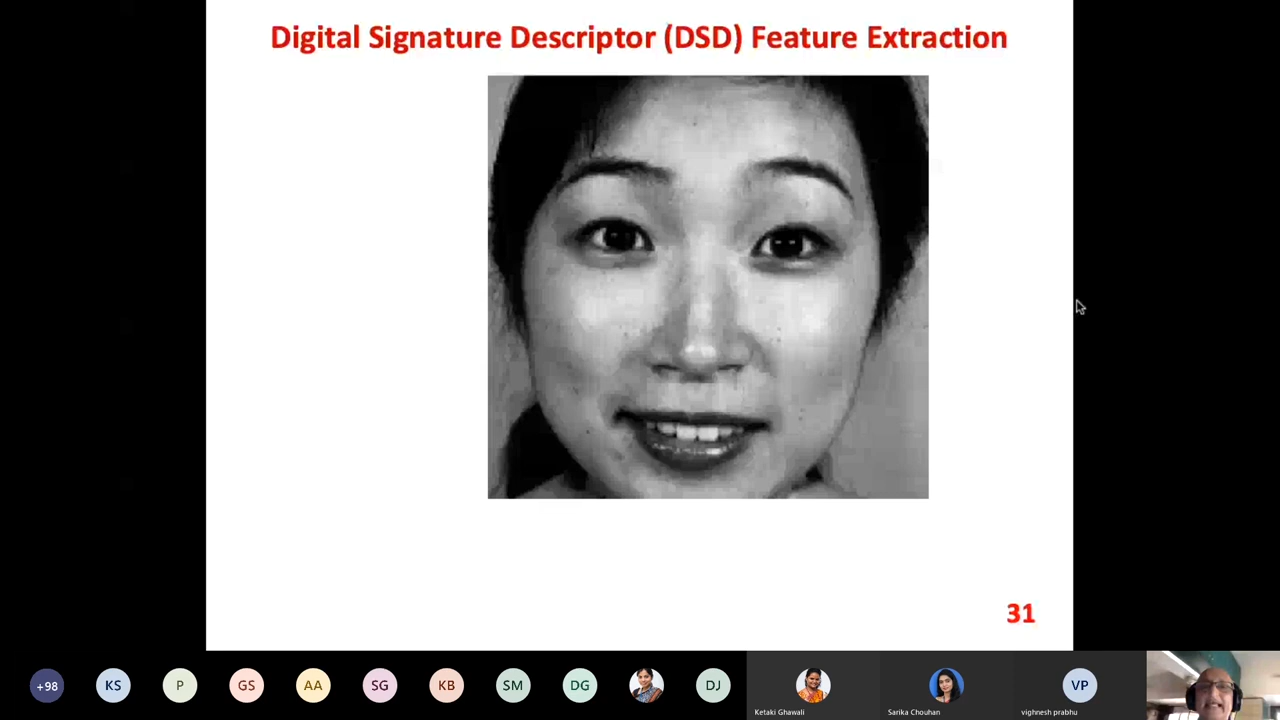 Digital Signature Descriptor (DSD) Feature Extraction
31
+98
KS
P
GS
AA
SG
KB
SM
DG
DJ
VP
Ketaki Ghawali
Sarika Chouhan
vighnesh prabhu